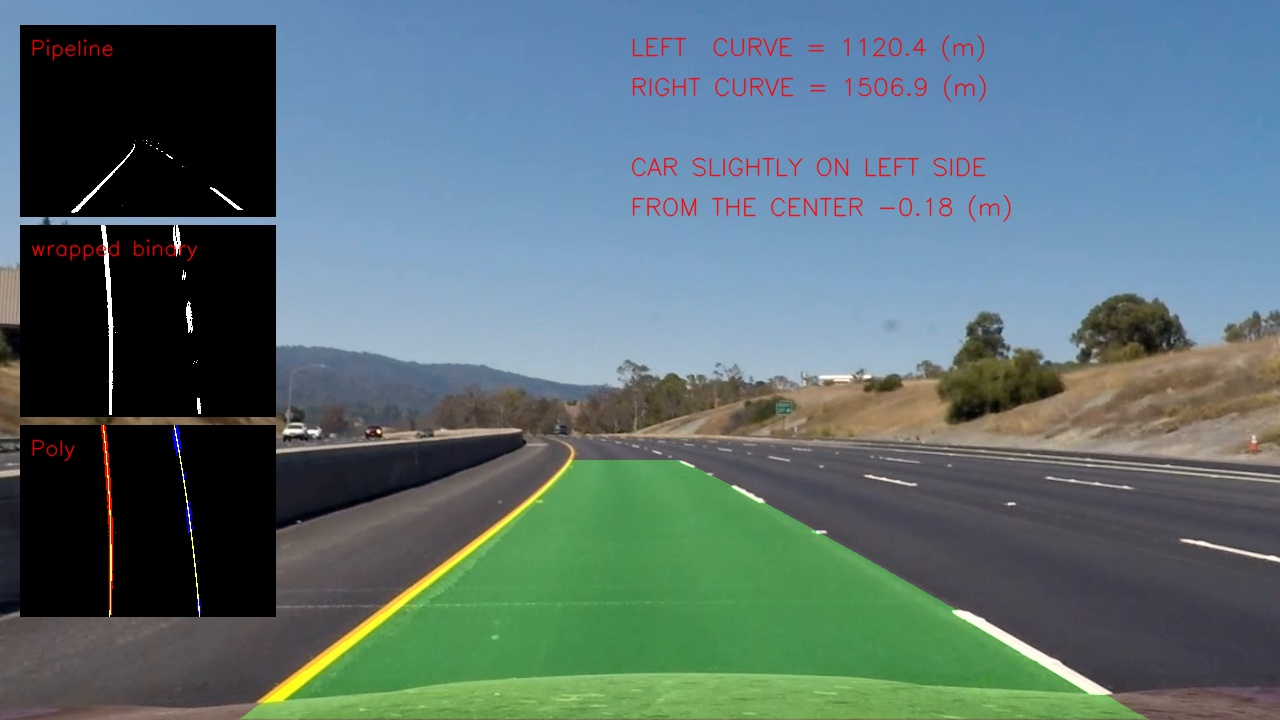 Pipeline
wrapped binary
Poly
LEFT CURVE = 1120.4 (m)
RIGHT CURVE = 1506.9 (m)
CAR SLIGHTLY ON LEFT SIDE
FROM THE CENTER -0.18 (m)